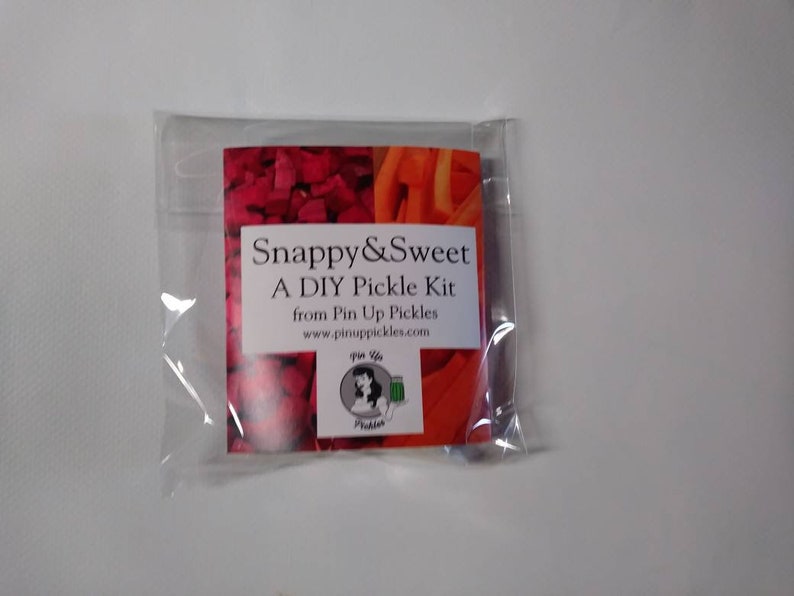 Snappy&Sweet
A DIY Pickle Kit
from Pin Up Pickles
www.pinuppickles.com
Pin Up
Pickles